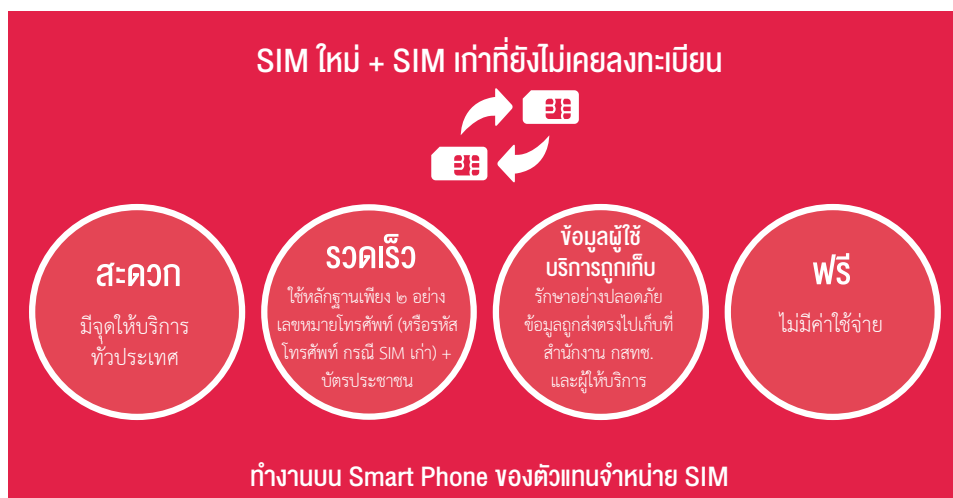 SIM ใหม่ + SIM เก่าที่ยังไม่เคยลงทะเบียน
สะดวก
มีจุดให้บริการ
ทั่วประเทศ
รวดเร็ว
ใช้หลักฐานเพียง ๒ อย่าง
เลขหมายโทรศัพท์ (หรือรหัส
โทรศัพท์ กรณี SIM เก่า) +
บัตรประชาชน
ข้อมูลผู้ใช้
บริการถูกเก็บ
รักษาอย่างปลอดภัย
ข้อมูลถูกส่งตรงไปเก็บที่
สำนักงาน กสทช.
และผู้ให้บริการ
ฟรี
ไม่มีค่าใช้จ่าย
ทำงานบน Smart Phone ของตัวแทนจำหน่าย SIM